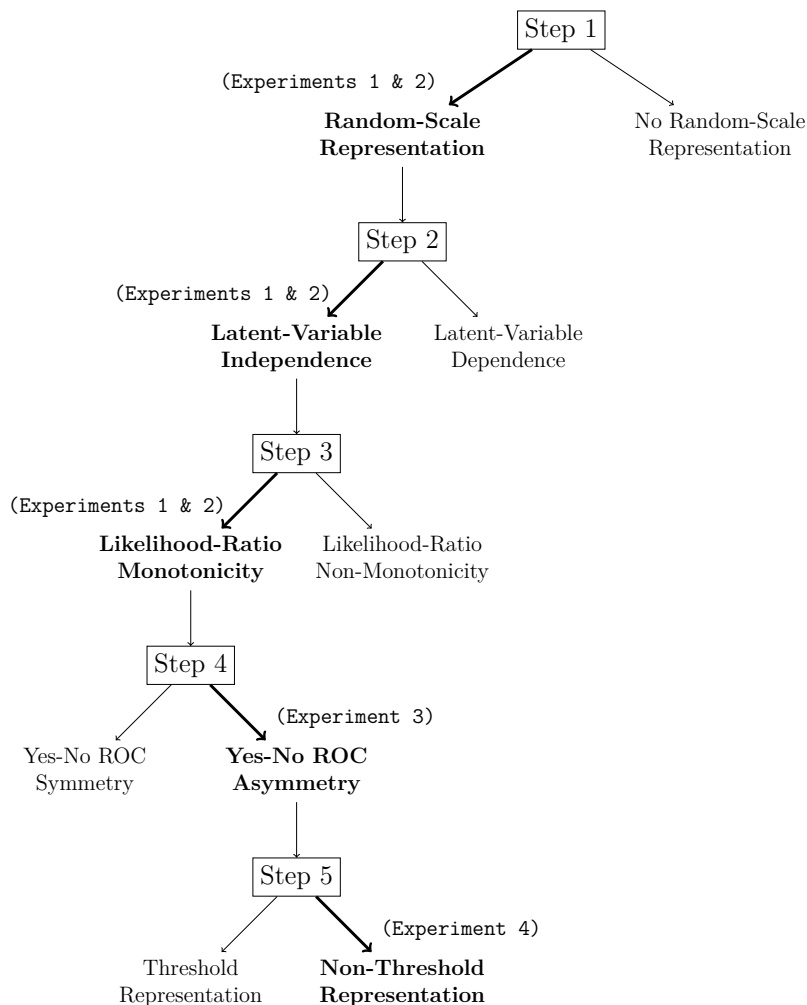 Step 1
(Experiments 1 & 2)
Random-Scale
Representation
No Random-Scale
Representation
Step 2
(Experiments 1 & 2)
Latent-Variable
Independence
Latent-Variable
Dependence
Step 3
(Experiments 1 & 2)
Likelihood-Ratio
Monotonicity
Likelihood-Ratio
Non-Monotonicity
Step 4
(Experiment 3)
Yes-No ROC
Symmetry
Yes-No ROC
Asymmetry
Step 5
(Experiment 4)
Threshold
Representation
Non-Threshold
Representation